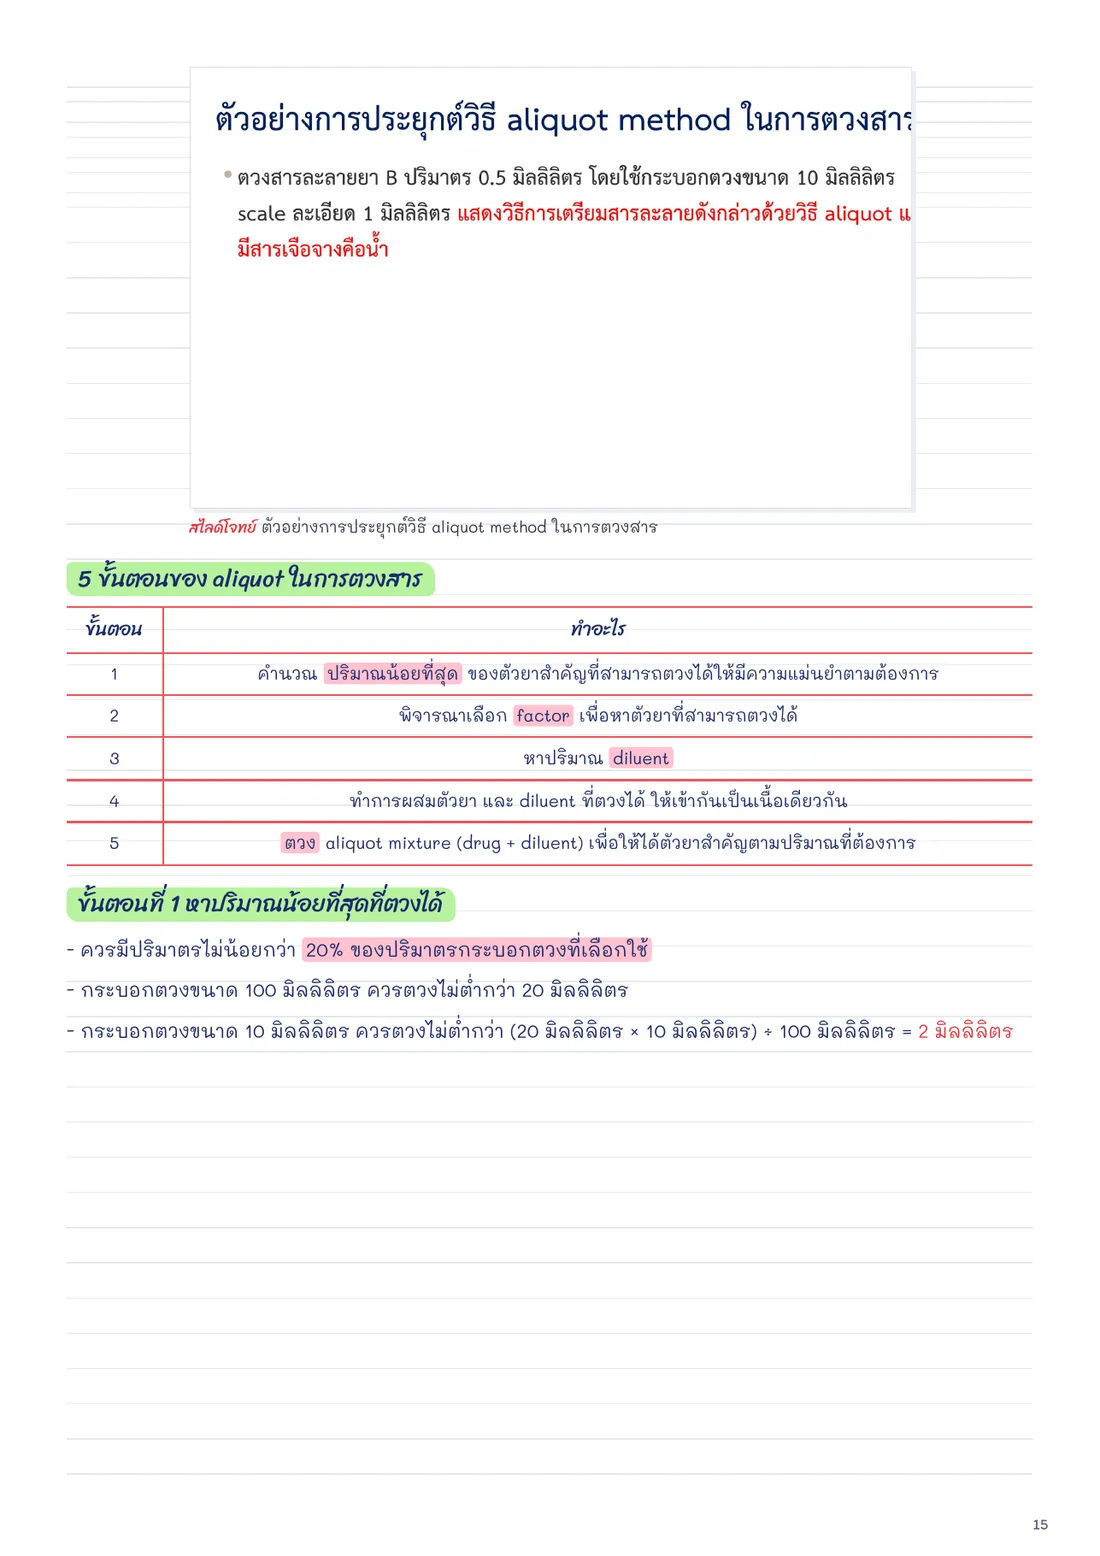 ตัวอย่างการประยุกต์วิธี aliquot method ในการตวงสาร
• ตวงสารละลายยา B ปริมาตร 0.5 มิลลิลิตร โดยใช้กระบอกตวงขนาด 10 มิลลิลิตร
scale ละเอียด 1 มิลลิลิตร แสดงวิธีการเตรียมสารละลายดังกล่าวด้วยวิธี aliquot แ
มีสารเจือจางคือน้ำ
สไลด์โจทย์ ตัวอย่างการประยุกต์วิธี aliquot method ในการตวงสาร
5 ขั้นตอนของ aliquot ในการตวงสาร
ขั้นตอน ทำอะไร
1 คำนวณ ปริมาณน้อยที่สุด ของตัวยาสำคัญที่สามารถตวงได้ให้มีความแม่นยำตามต้องการ
2 พิจารณาเลือก factor เพื่อหาตัวยาที่สามารถตวงได้
3 หาปริมาณ diluent
4 ทำการผสมตัวยา และ diluent ที่ตวงได้ ให้เข้ากันเป็นเนื้อเดียวกัน
5 ตวง aliquot mixture (drug + diluent) เพื่อให้ได้ตัวยาสำคัญตามปริมาณที่ต้องการ
ขั้นตอนที่ 1 หาปริมาณน้อยที่สุดที่ตวงได้
- ควรมีปริมาตรไม่น้อยกว่า 20% ของปริมาตรกระบอกตวงที่เลือกใช้
- กระบอกตวงขนาด 100 มิลลิลิตร ควรตวงไม่ต่ำกว่า 20 มิลลิลิตร
- กระบอกตวงขนาด 10 มิลลิลิตร ควรตวงไม่ต่ำกว่า (20 มิลลิลิตร × 10 มิลลิลิตร) ÷ 100 มิลลิลิตร = 2 มิลลิลิตร
15